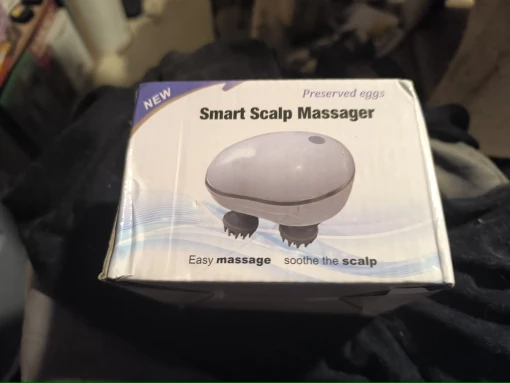 NEW
Preserved eggs
Smart Scalp Massager
Easy massage soothe the scalp